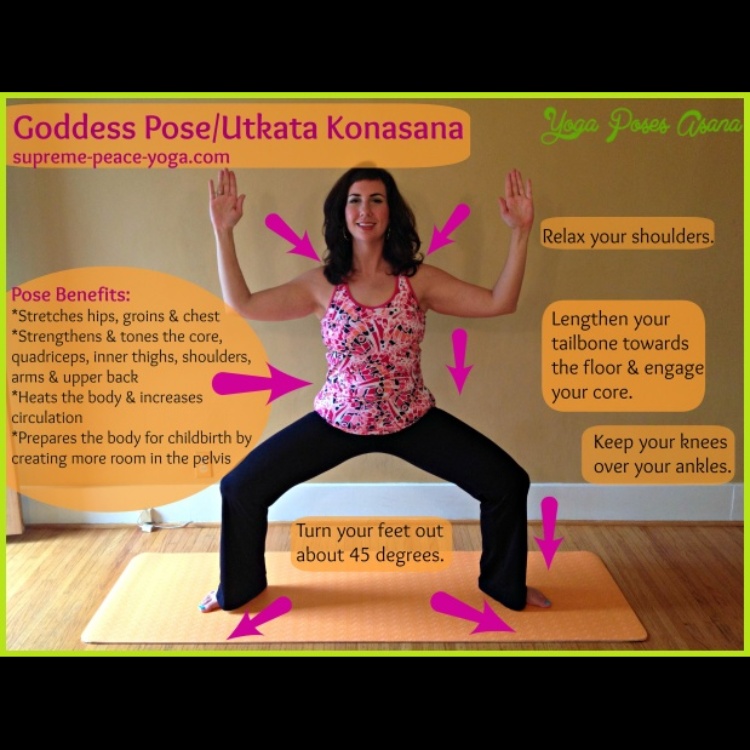 Goddess Pose/Utkata Konasana
supreme-peace-yoga.com
Yoga Poses Asana
Relax your shoulders.
Pose Benefits:
*Stretches hips, groins & chest
*Strengthens & tones the core,
quadriceps, inner thighs, shoulders,
arms & upper back
*Heats the body & increases
circulation
*Prepares the body for childbirth by
creating more room in the pelvis
Lengthen your
tailbone towards
the floor & engage
your core.
Keep your knees
over your ankles.
Turn your feet out
about 45 degrees.